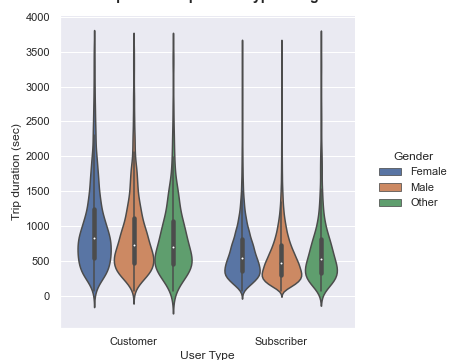 4000
3500
3000
2500
2000
1500
1000
500
0
Trip duration (sec)
Customer
Subscriber
User Type
Gender
Female
Male
Other